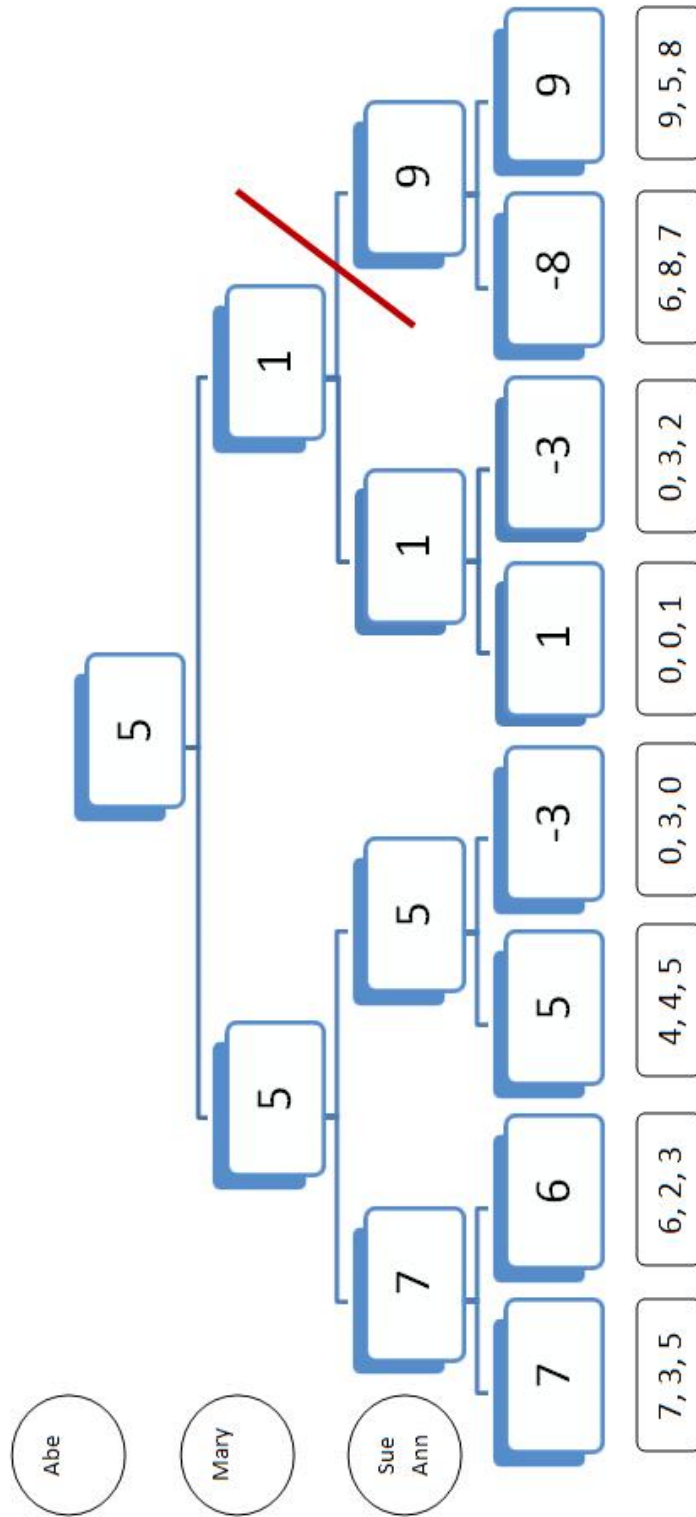 Abe
5
Mary
5
1
Sue
Ann
7
5
1
9
7
6
5
-3
1
-3
-8
9
7, 3, 5
6, 2, 3
4, 4, 5
0, 3, 0
0, 0, 1
0, 3, 2
6, 8, 7
9, 5, 8